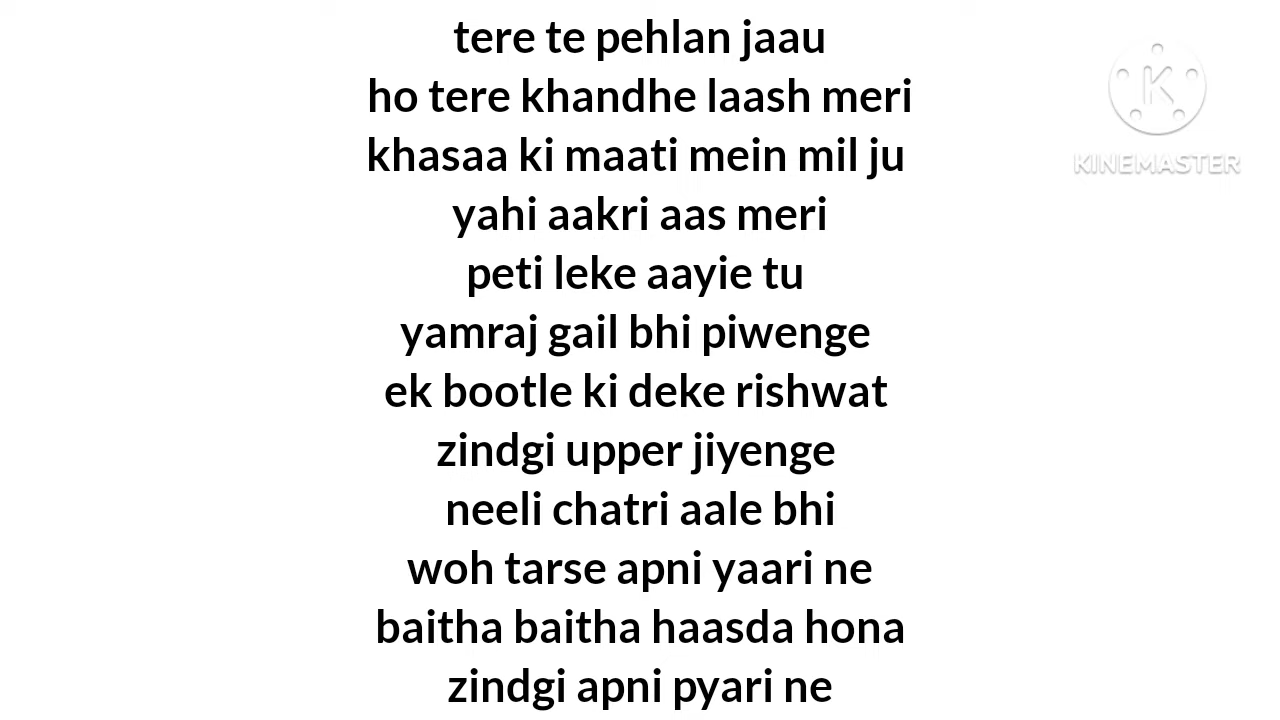 tere te pehlan jaau
ho tere khandhe laash meri
khasaa ki maati mein mil ju
yahi aakri aas meri
peti leke aayie tu
yamraj gail bhi piwenge
ek bootle ki deke rishwat
zindgi upper jiyenge
neeli chatri aale bhi
woh tarse apni yaari ne
baitha baitha haasda hona
zindgi apni pyari ne
K
KINEMASTER